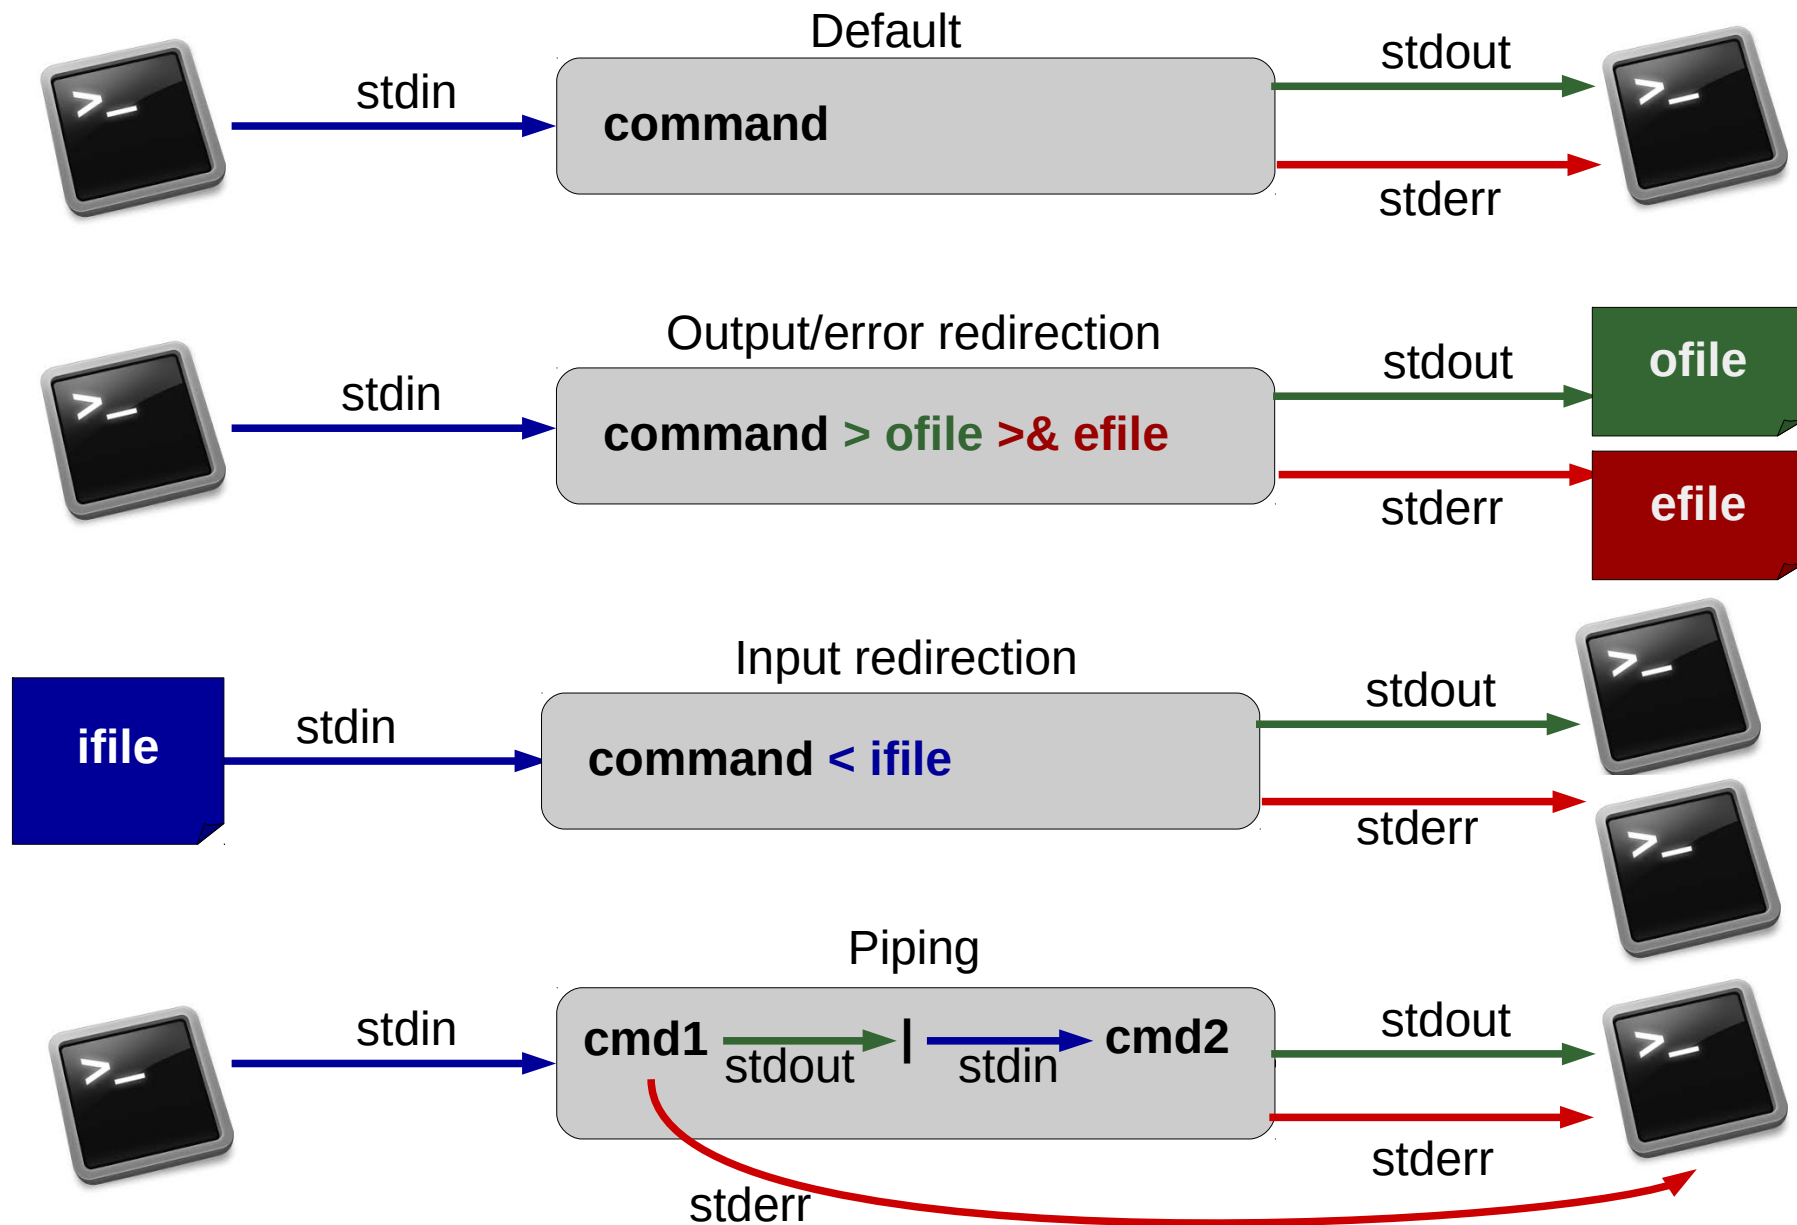 Default
stdin
command
stdout
stderr
>_
>_
Output/error redirection
stdin
command > ofile >& efile
stdout
stderr
ofile
efile
>_
Input redirection
ifile
stdin
command < ifile
stdout
stderr
>_
>_
Piping
stdin
cmd1 | cmd2
stdout
stdin
stdout
stderr
stderr
>_
>_